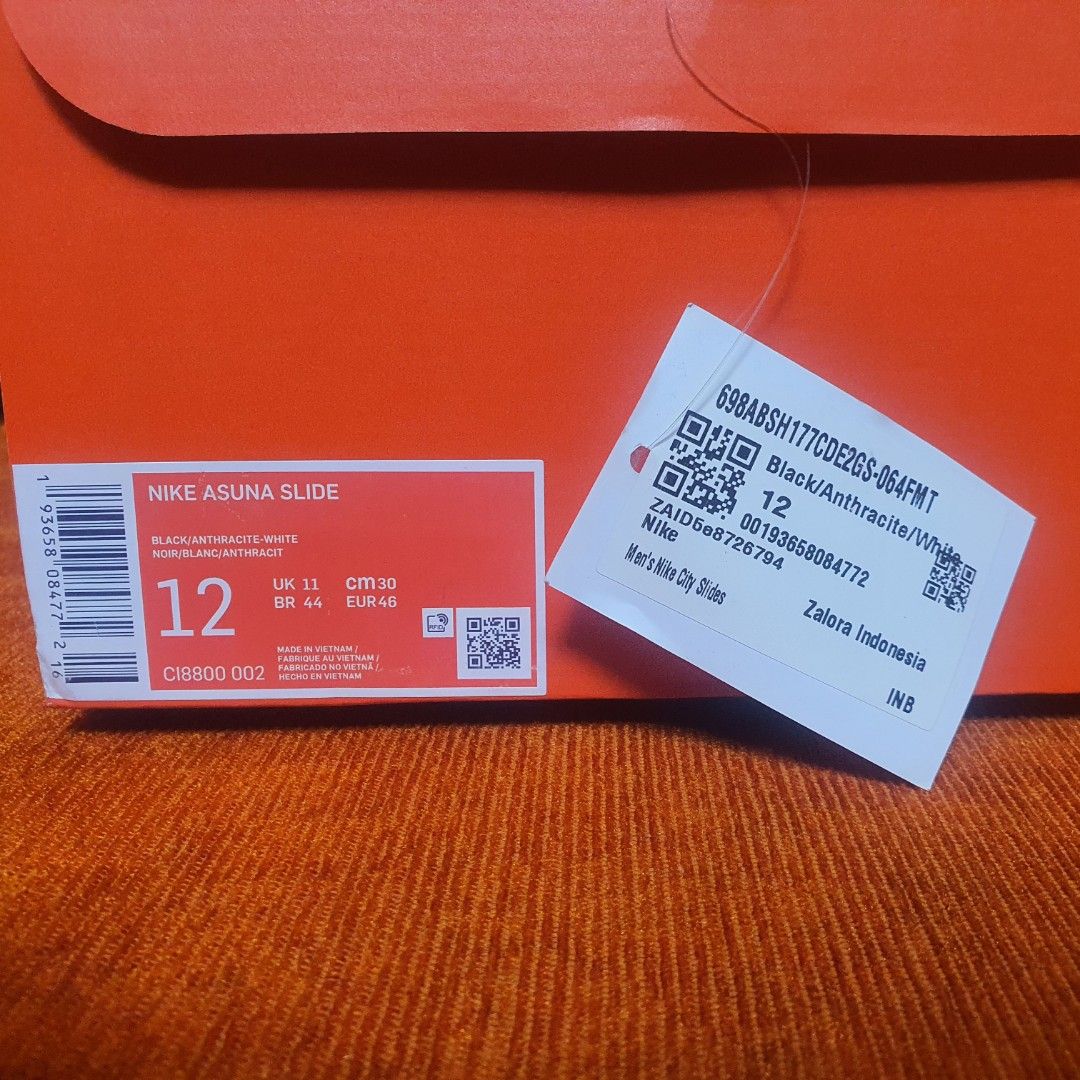 NIKE ASUNA SLIDE
BLACK/ANTHRACITE-WHITE
NOIR/BLANC/ANTHRACIT
12
UK 11 cm 30
BR 44 EUR 46
RFID
CI8800 002
MADE IN VIETNAM /
FABRIQUE AU VIETNAM /
FABRICADO NO VIETNÃ /
HECHO EN VIETNAM
1 93658 08477 2 16
698ABSH177CDE2GS-064FMT
Black/Anthracite/White
12
00193658084772
ZAID5e8726794
Nike
Men's Nike City Slides
Zalora Indonesia
INB